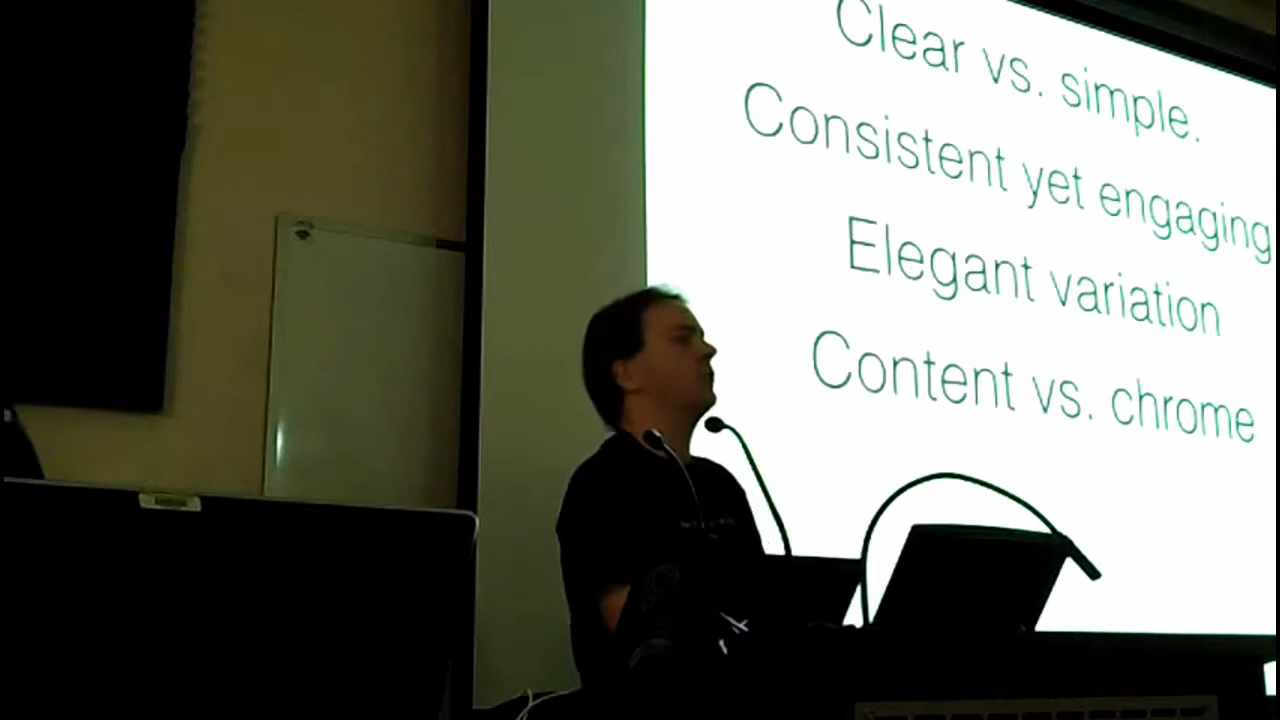 Clear vs. simple.
Consistent yet engaging
Elegant variation
Content vs. chrome